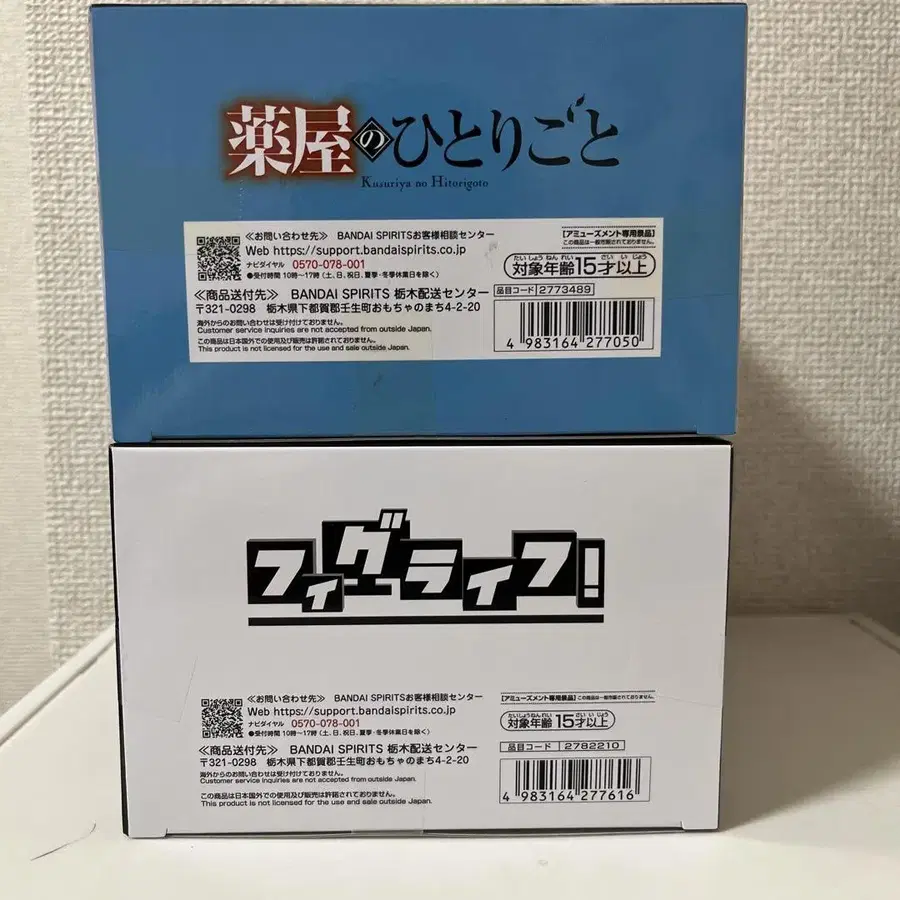 薬屋のひとりごと
Kusuriya no Hitorigoto
≪お問い合わせ先≫ BANDAI SPIRITSお客様相談センター
Web https://support.bandaispirits.co.jp
ナビダイヤル 0570-078-001
●受付時間 10時〜17時 (土、日、祝日、夏季・冬季休業日を除く)
≪商品送付先≫ BANDAI SPIRITS 栃木配送センター
〒321-0298 栃木県下都賀郡壬生町おもちゃのまち4-2-20
海外からのお問い合わせは受け付けておりません。
Customer service inquiries are not accepted from outside Japan.
この商品は日本国外での使用及び販売は許諾されておりません。
This product is not licensed for the use and sale outside Japan.
【アミューズメント専用景品】
この商品は一般市販されておりません。
たいしょうねんれい さい い じょう
対象年齢15才以上
品目コード 2773489
4 983164 277050
フィグライフ!
≪お問い合わせ先≫ BANDAI SPIRITSお客様相談センター
Web https://support.bandaispirits.co.jp
ナビダイヤル 0570-078-001
●受付時間 10時〜17時 (土、日、祝日、夏季・冬季休業日を除く)
≪商品送付先≫ BANDAI SPIRITS 栃木配送センター
〒321-0298 栃木県下都賀郡壬生町おもちゃのまち4-2-20
海外からのお問い合わせは受け付けておりません。
Customer service inquiries are not accepted from outside Japan.
この商品は日本国外での使用及び販売は許諾されておりません。
This product is not licensed for the use and sale outside Japan.
【アミューズメント専用景品】 この商品は一般市販されておりません。
たいしょうねんれい さい い じょう
対象年齢15才以上
品目コード 2782210
4 983164 277616